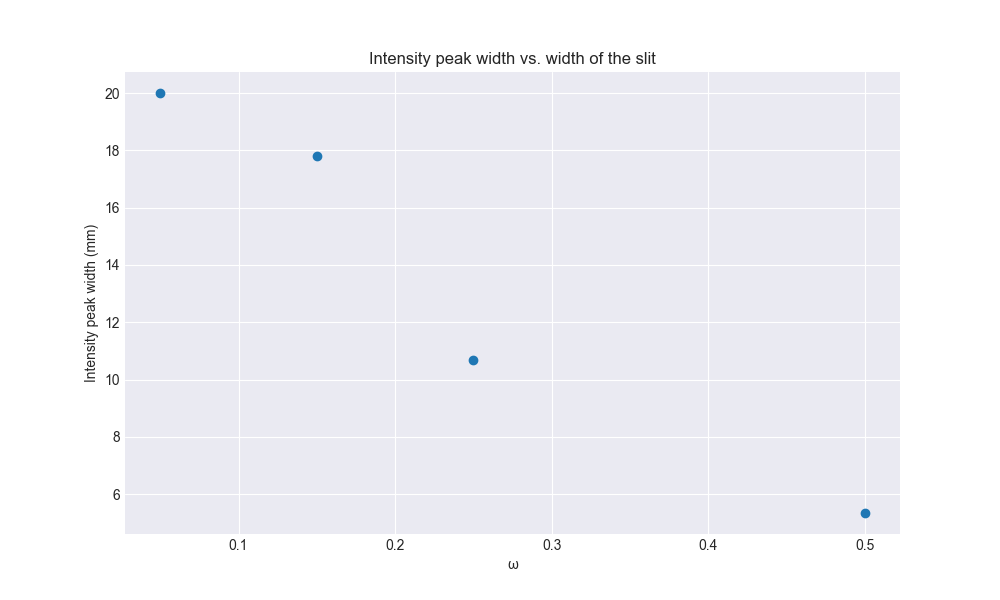 Intensity peak width vs. width of the slit
20
18
16
14
12
10
8
6
Intensity peak width (mm)
0.1 0.2 0.3 0.4 0.5
ω